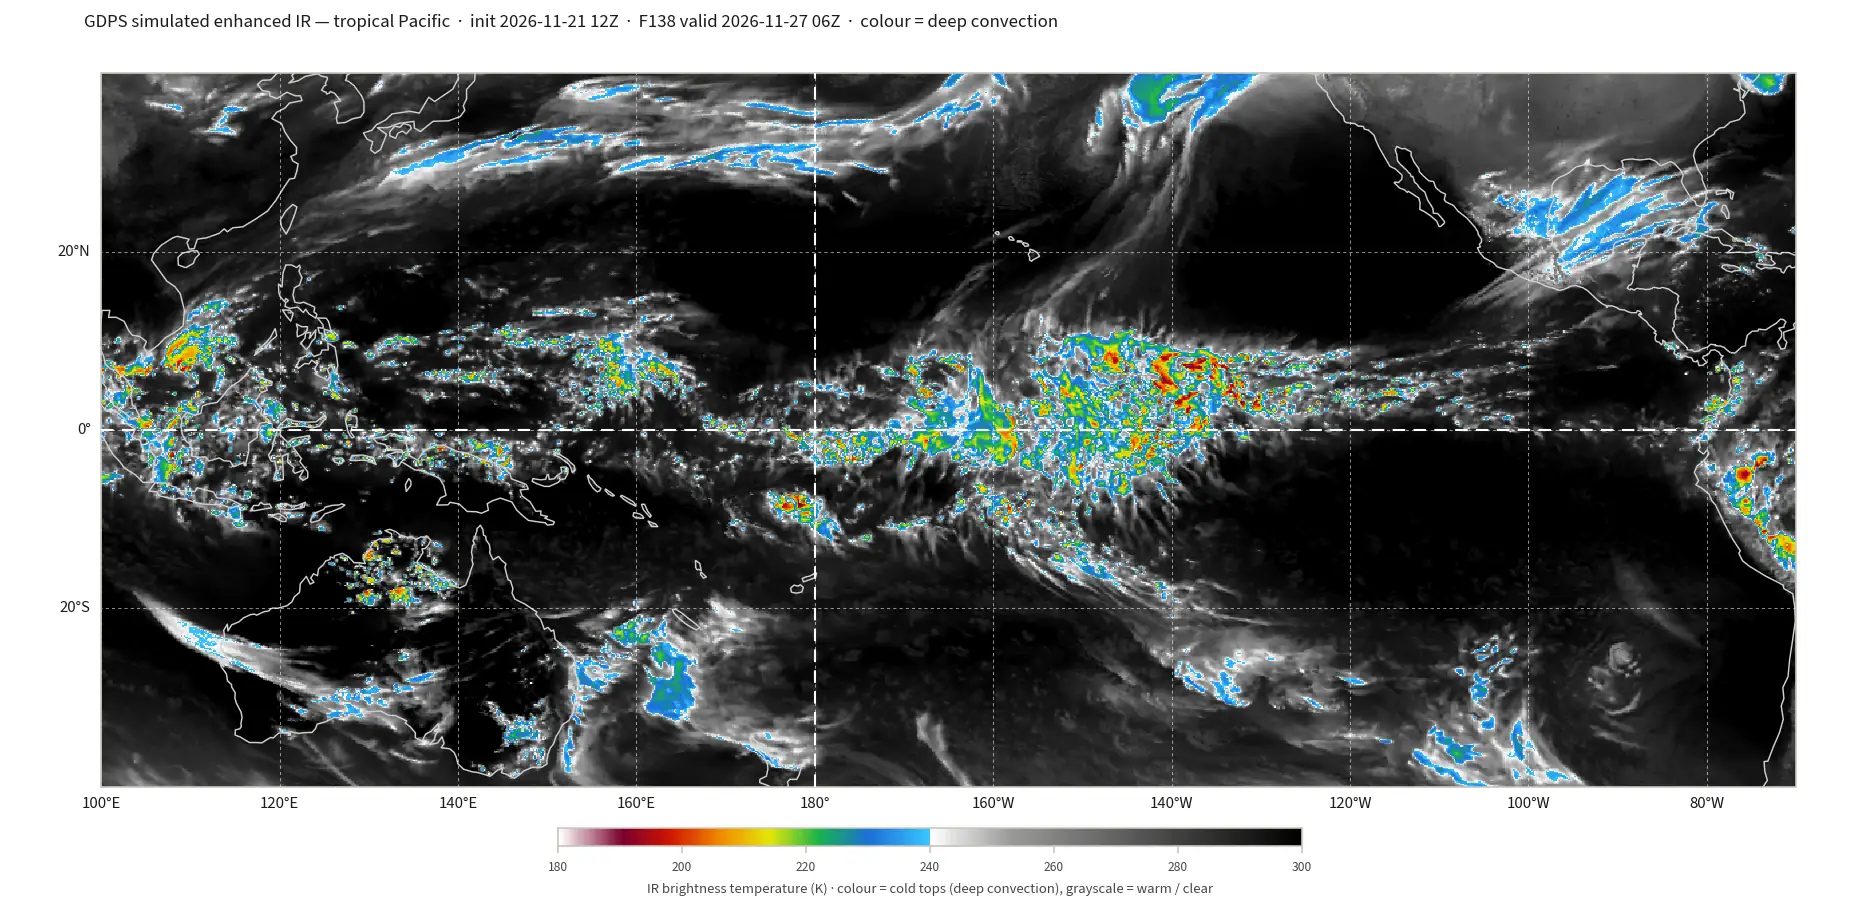 GDPS simulated enhanced IR — tropical Pacific · init 2026-11-21 12Z · F138 valid 2026-11-27 06Z · colour = deep convection
20°N
0°
20°S
100°E 120°E 140°E 160°E 180° 160°W 140°W 120°W 100°W 80°W
180 200 220 240 260 280 300
IR brightness temperature (K) · colour = cold tops (deep convection), grayscale = warm / clear